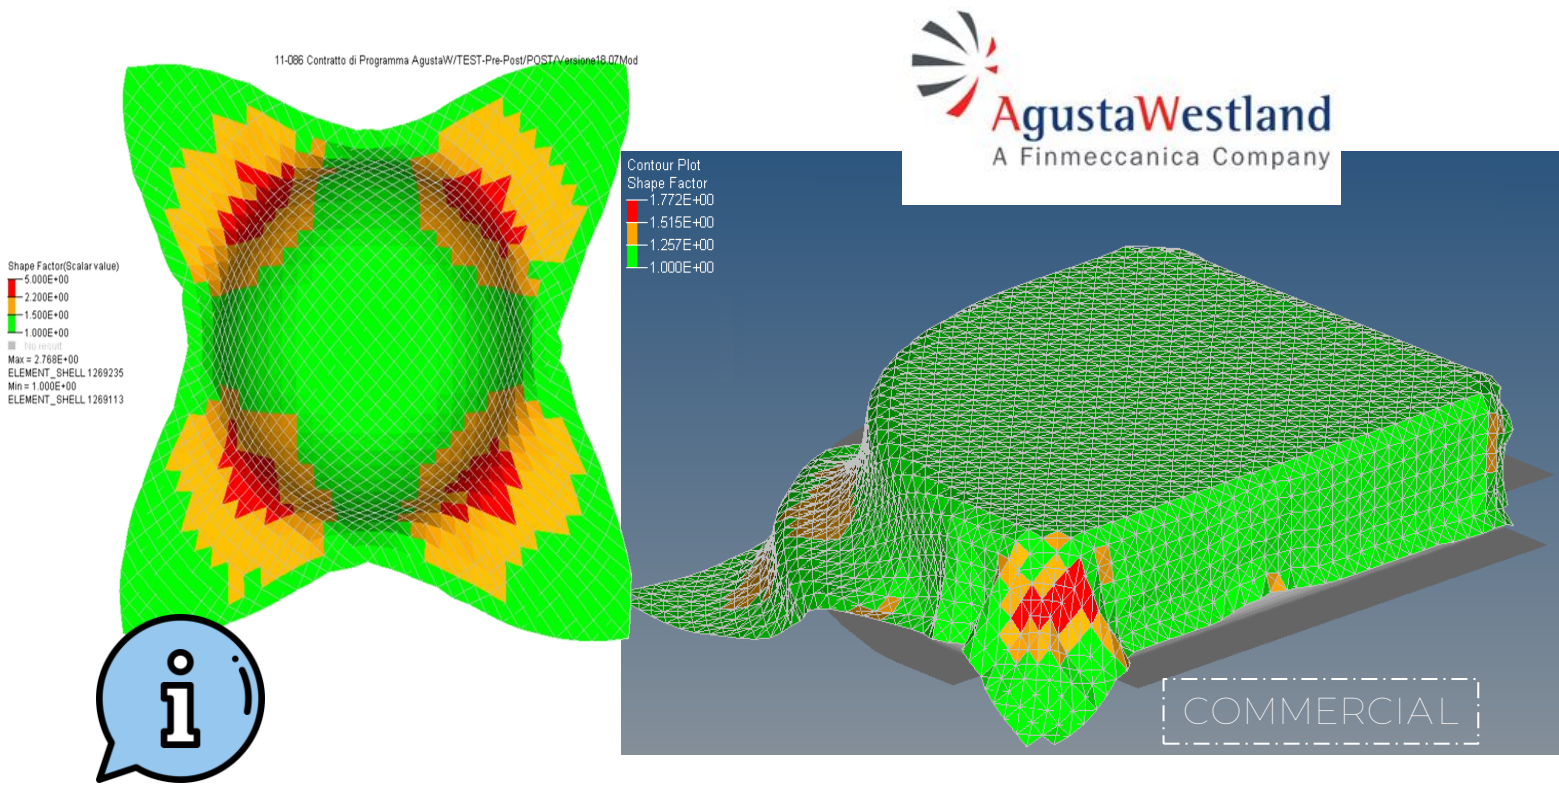 11-086 Contratto di Programma AgustaW/TEST-Pre-Post/POST/Versione18.07Mod
AgustaWestland
A Finmeccanica Company
Contour Plot
Shape Factor
1.772E+00
1.515E+00
1.257E+00
1.000E+00
Shape Factor(Scalar value)
5.000E+00
2.200E+00
1.500E+00
1.000E+00
No result
Max = 2.768E+00
ELEMENT_SHELL 1269235
Min = 1.000E+00
ELEMENT_SHELL 1269113
i
COMMERCIAL